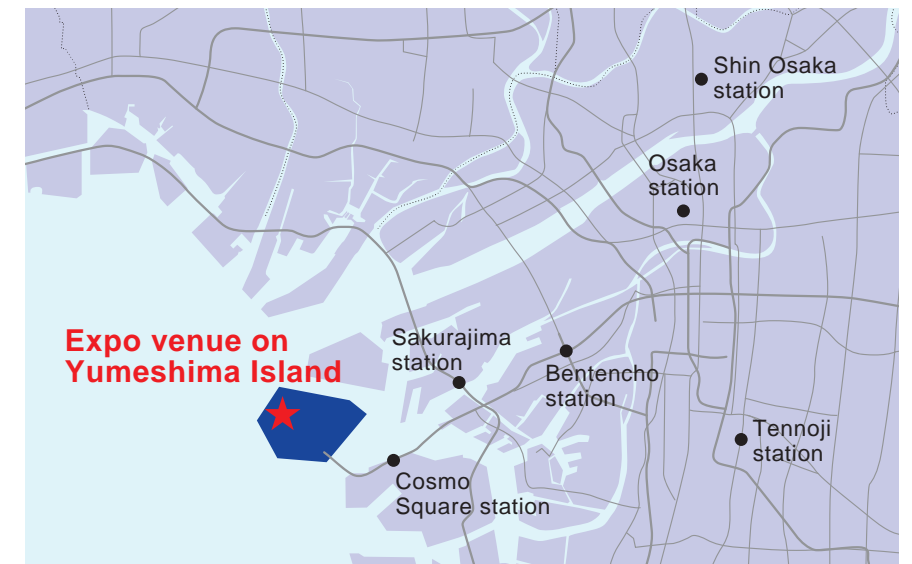 Shin Osaka
station
Osaka
station
Expo venue on
Yumeshima Island
Sakurajima
station
Bentencho
station
Tennoji
station
Cosmo
Square station